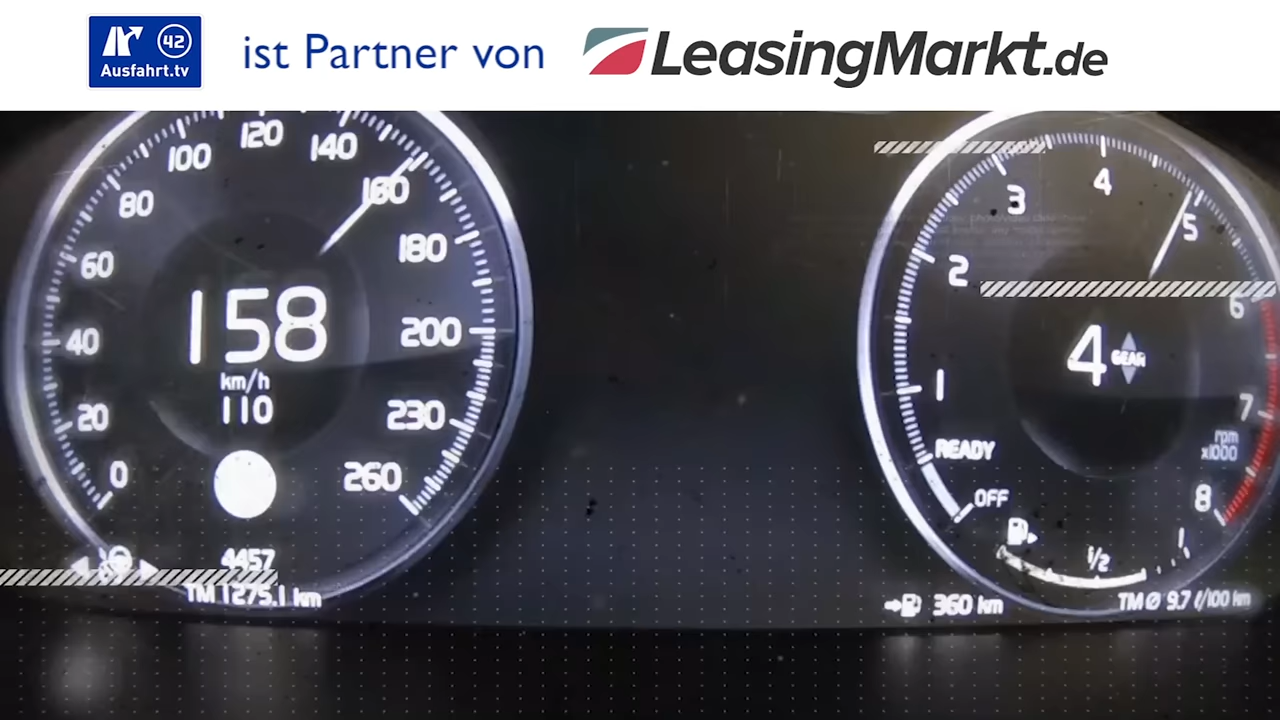 42
Ausfahrt.tv
ist Partner von
LeasingMarkt.de
0
20
40
60
80
100
120
140
160
180
200
230
260
158
km/h
110
4457
TM 1275.1 km
OFF
READY
1
2
3
4
5
6
7
8
4 GEAR
rpm
x1000
1/2
1
360 km
TM Ø 9.7 ℓ/100 km